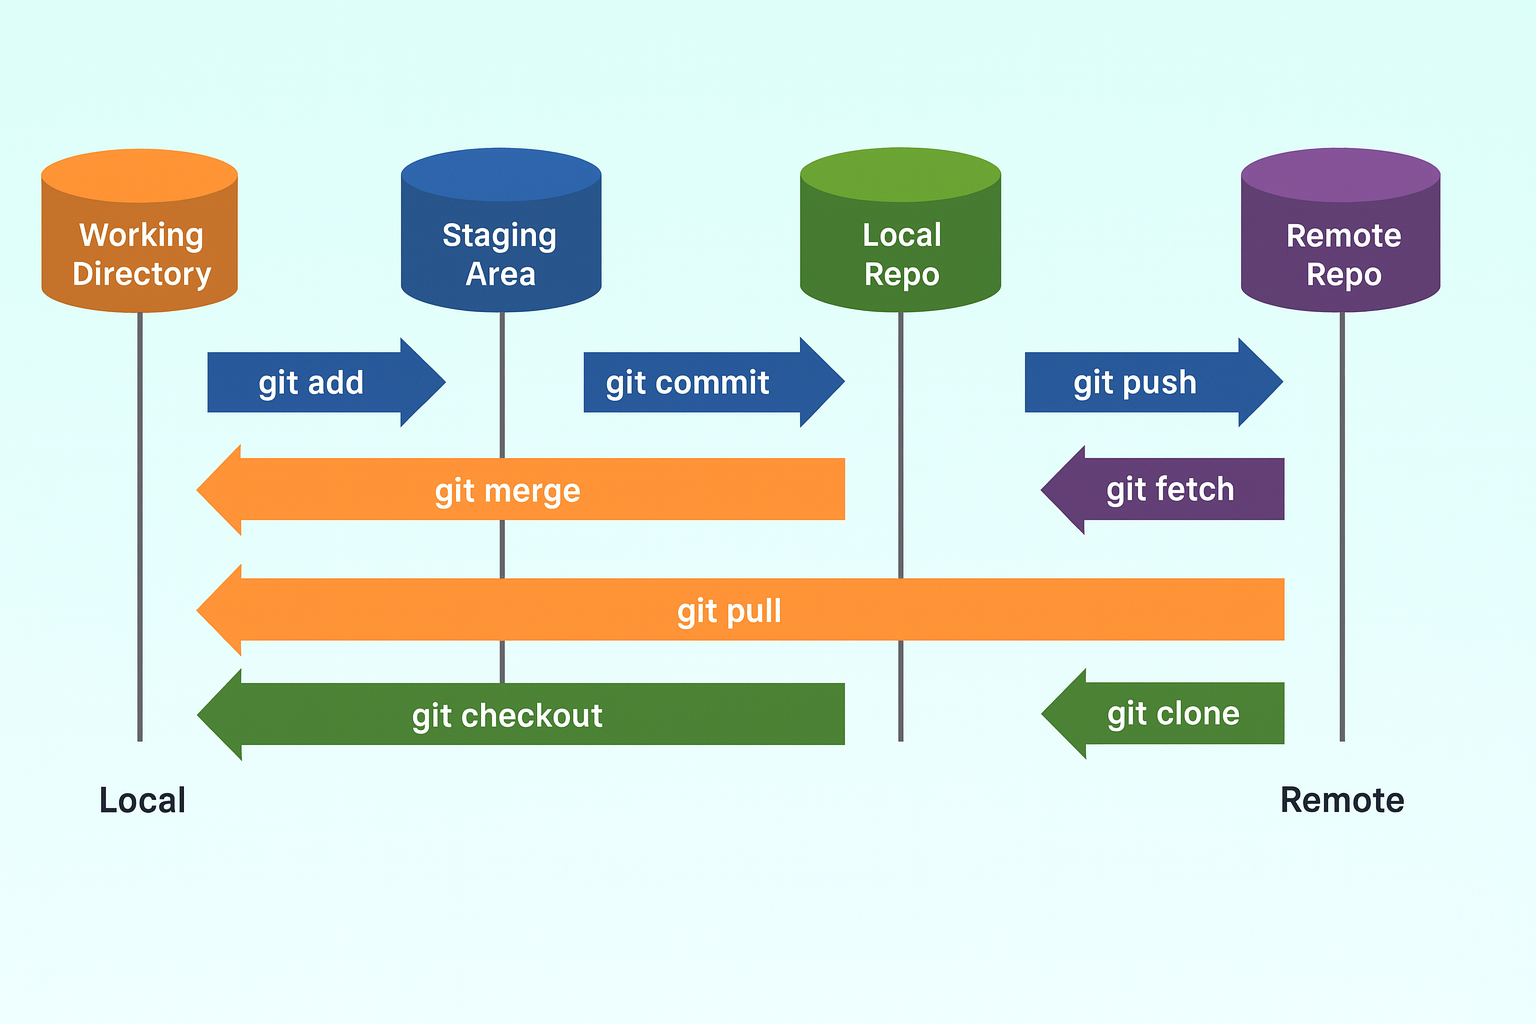 Working
Directory
Staging
Area
Local
Repo
Remote
Repo
git add
git commit
git push
git merge
git fetch
git pull
git checkout
git clone
Local
Remote